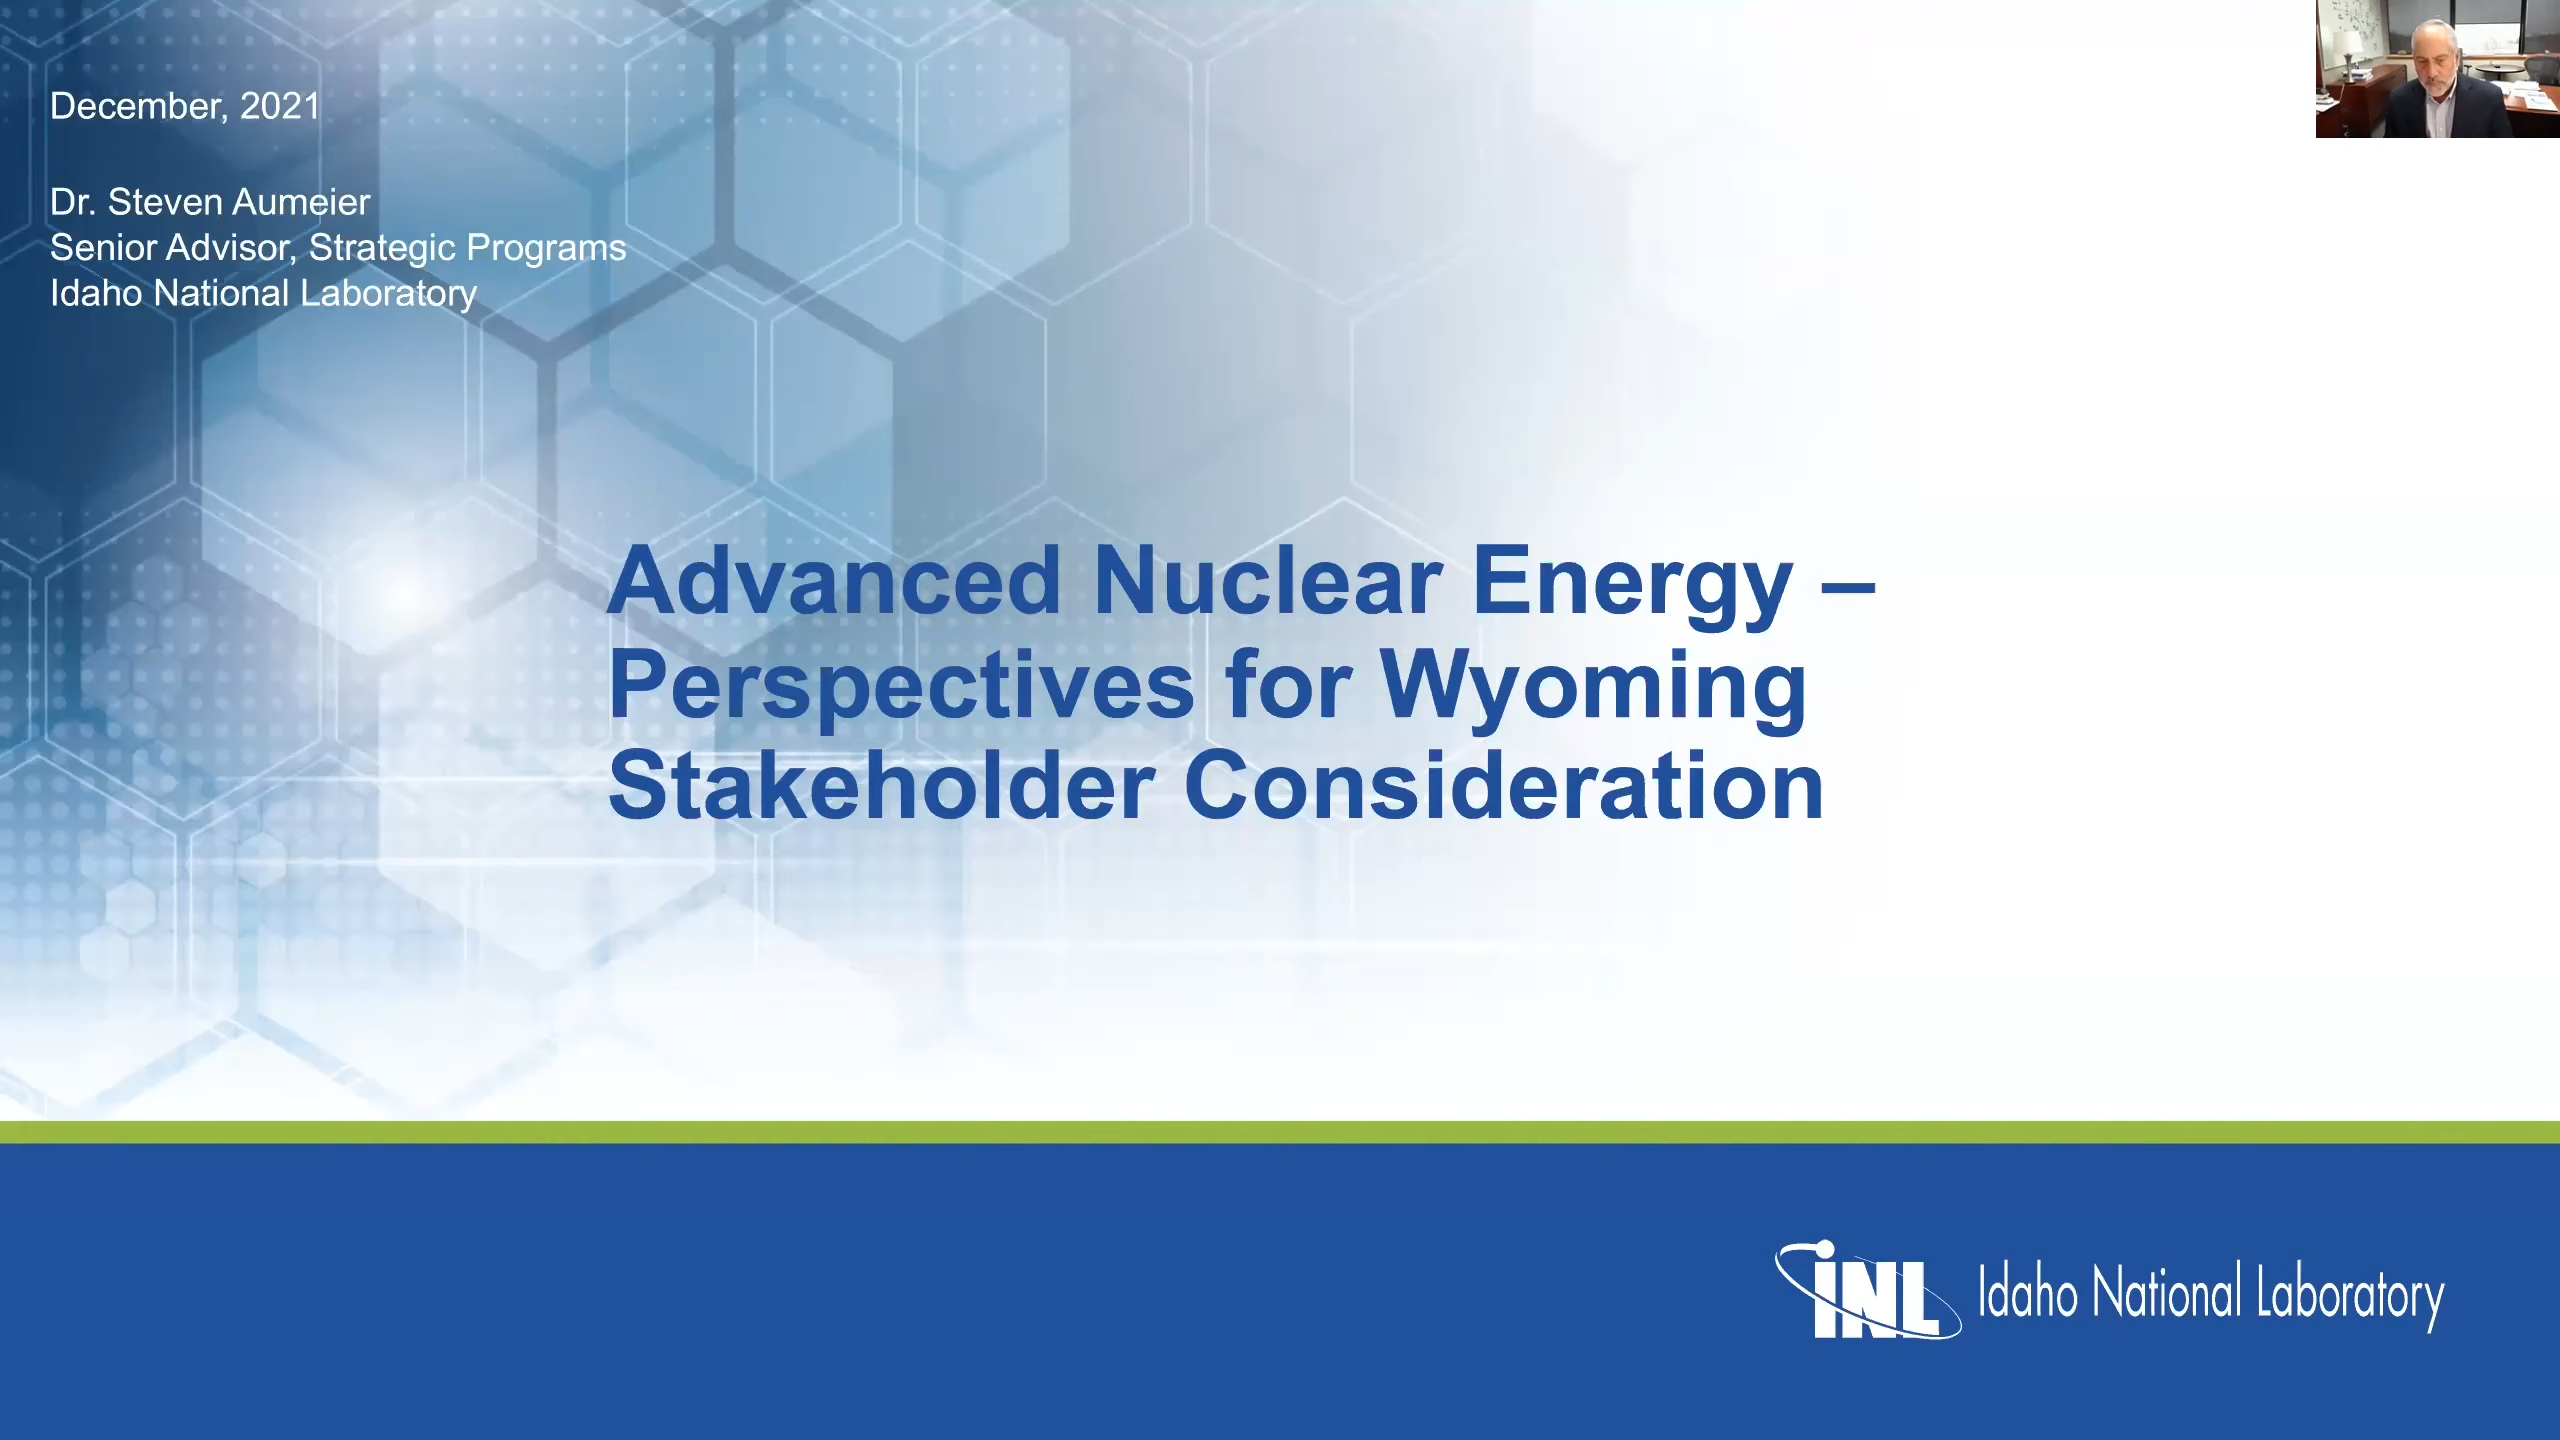 December, 2021
Dr. Steven Aumeier
Senior Advisor, Strategic Programs
Idaho National Laboratory
Advanced Nuclear Energy –
Perspectives for Wyoming
Stakeholder Consideration
INL Idaho National Laboratory